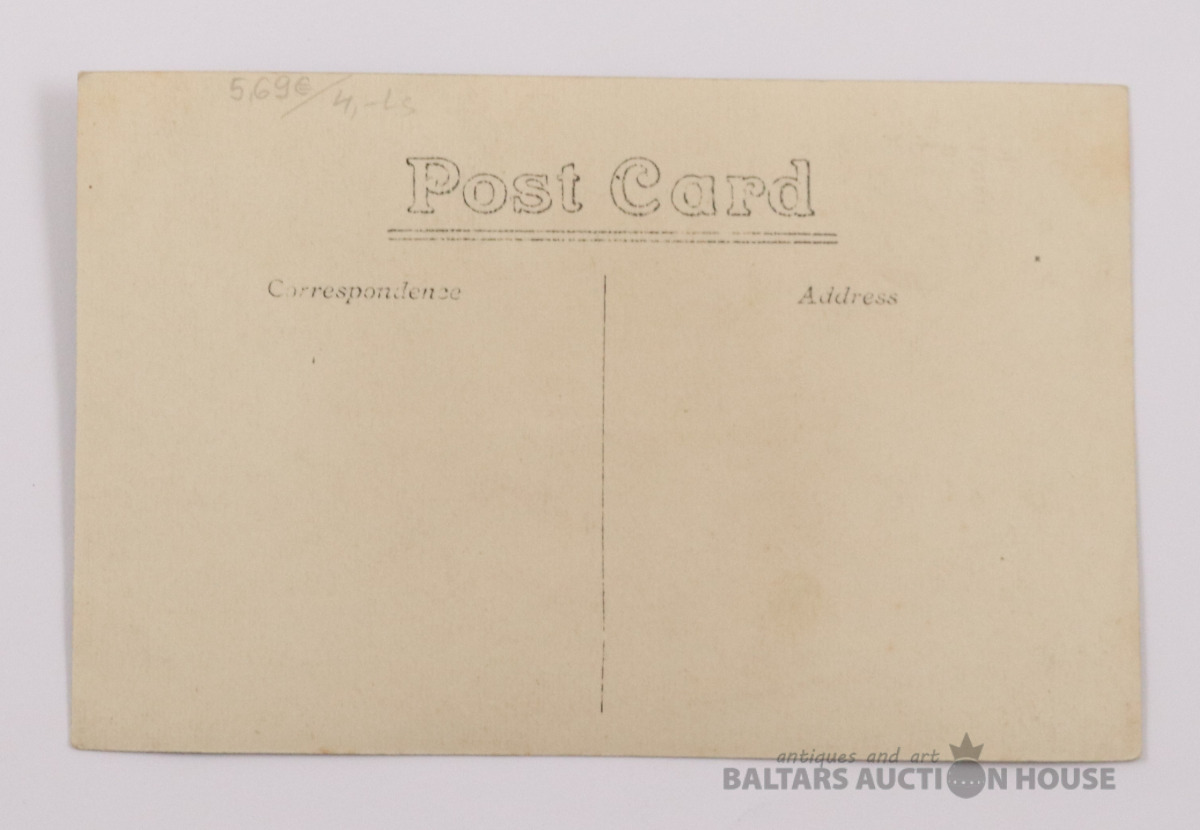 5,69€/4,-Ls
Post Card
Correspondence
Address
antiques and art
BALTARS AUCTION HOUSE